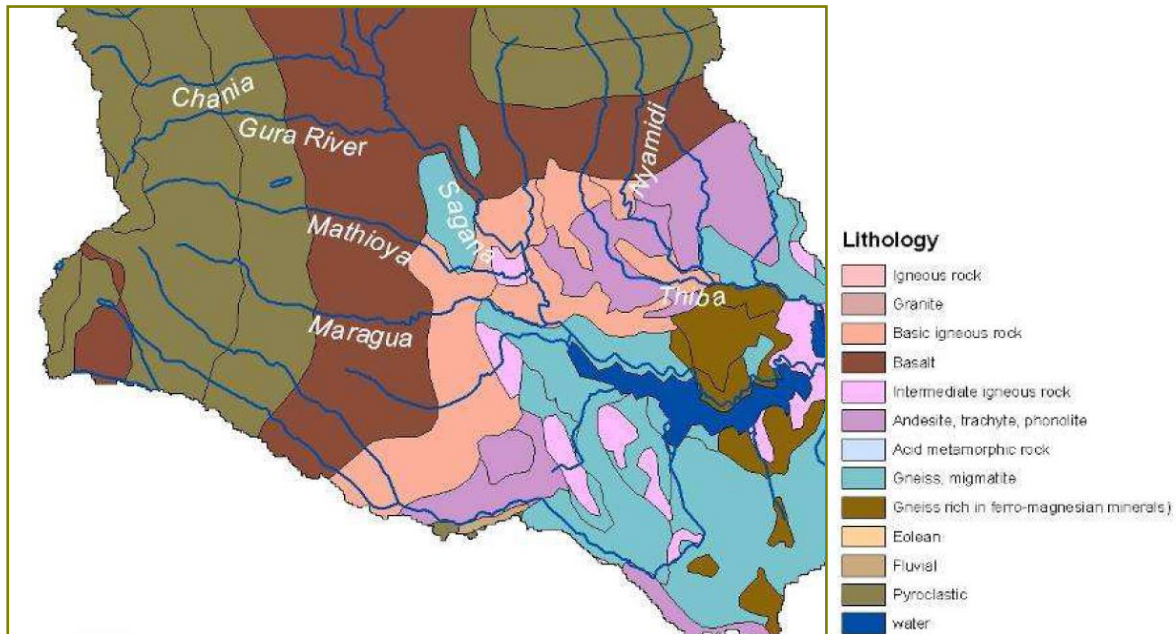 Chania
Gura River
Nyamidi
Sagana
Mathioya
Thiba
Maragua
Lithology
Igneous rock
Granite
Basic igneous rock
Basalt
Intermediate igneous rock
Andesite, trachyte, phonolite
Acid metamorphic rock
Gneiss, migmatite
Gneiss rich in ferro-magnesian minerals)
Eolean
Fluvial
Pyroclastic
water